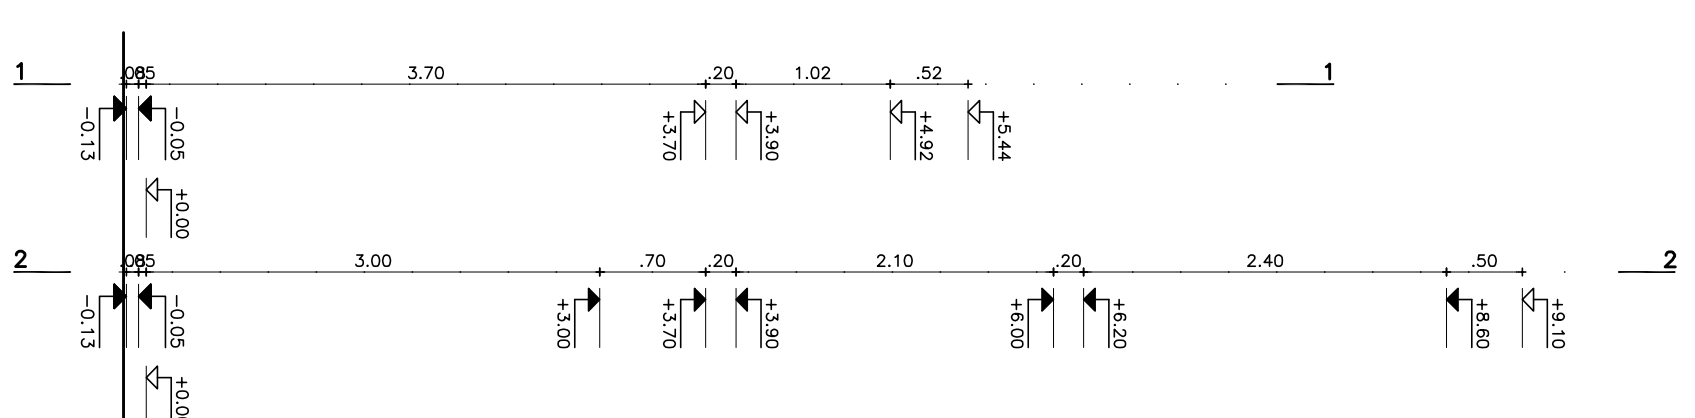 1 .08 .05 3.70 .20 1.02 .52 1
-0.13 -0.05 +3.70 +3.90 +4.92 +5.44
+0.00
2 .08 .05 3.00 .70 .20 2.10 .20 2.40 .50 2
-0.13 -0.05 +3.00 +3.70 +3.90 +6.00 +6.20 +8.60 +9.10